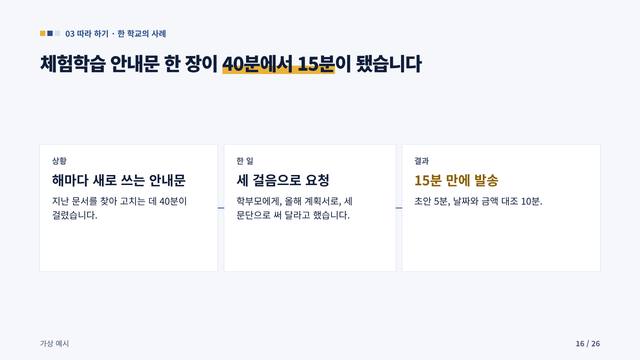 03 따라 하기 · 한 학교의 사례
체험학습 안내문 한 장이 40분에서 15분이 됐습니다
상황
해마다 새로 쓰는 안내문
지난 문서를 찾아 고치는 데 40분이
걸렸습니다.
한 일
세 걸음으로 요청
학부모에게, 올해 계획서로, 세
문단으로 써 달라고 했습니다.
결과
15분 만에 발송
초안 5분, 날짜와 금액 대조 10분.
가상 예시
16 / 26